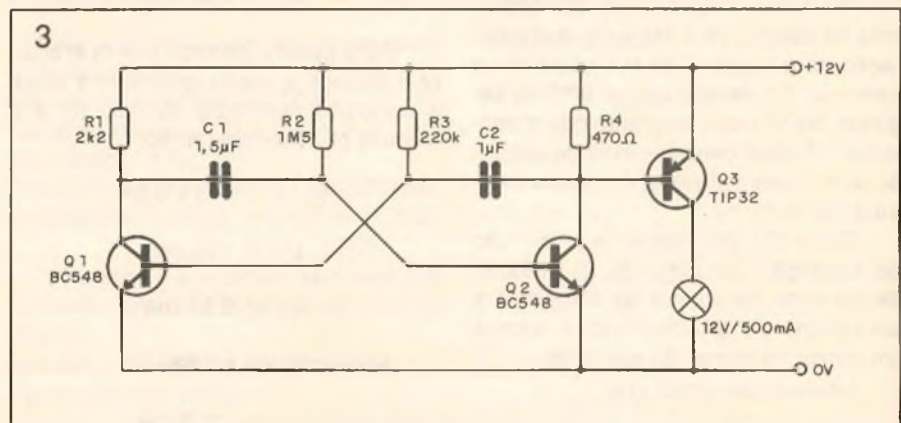 3
+12V
R1
2k2
C1
1,5µF
R2
1M5
R3
220k
C2
1µF
R4
470Ω
Q3
TIP32
Q1
BC548
Q2
BC548
12V/500mA
0V